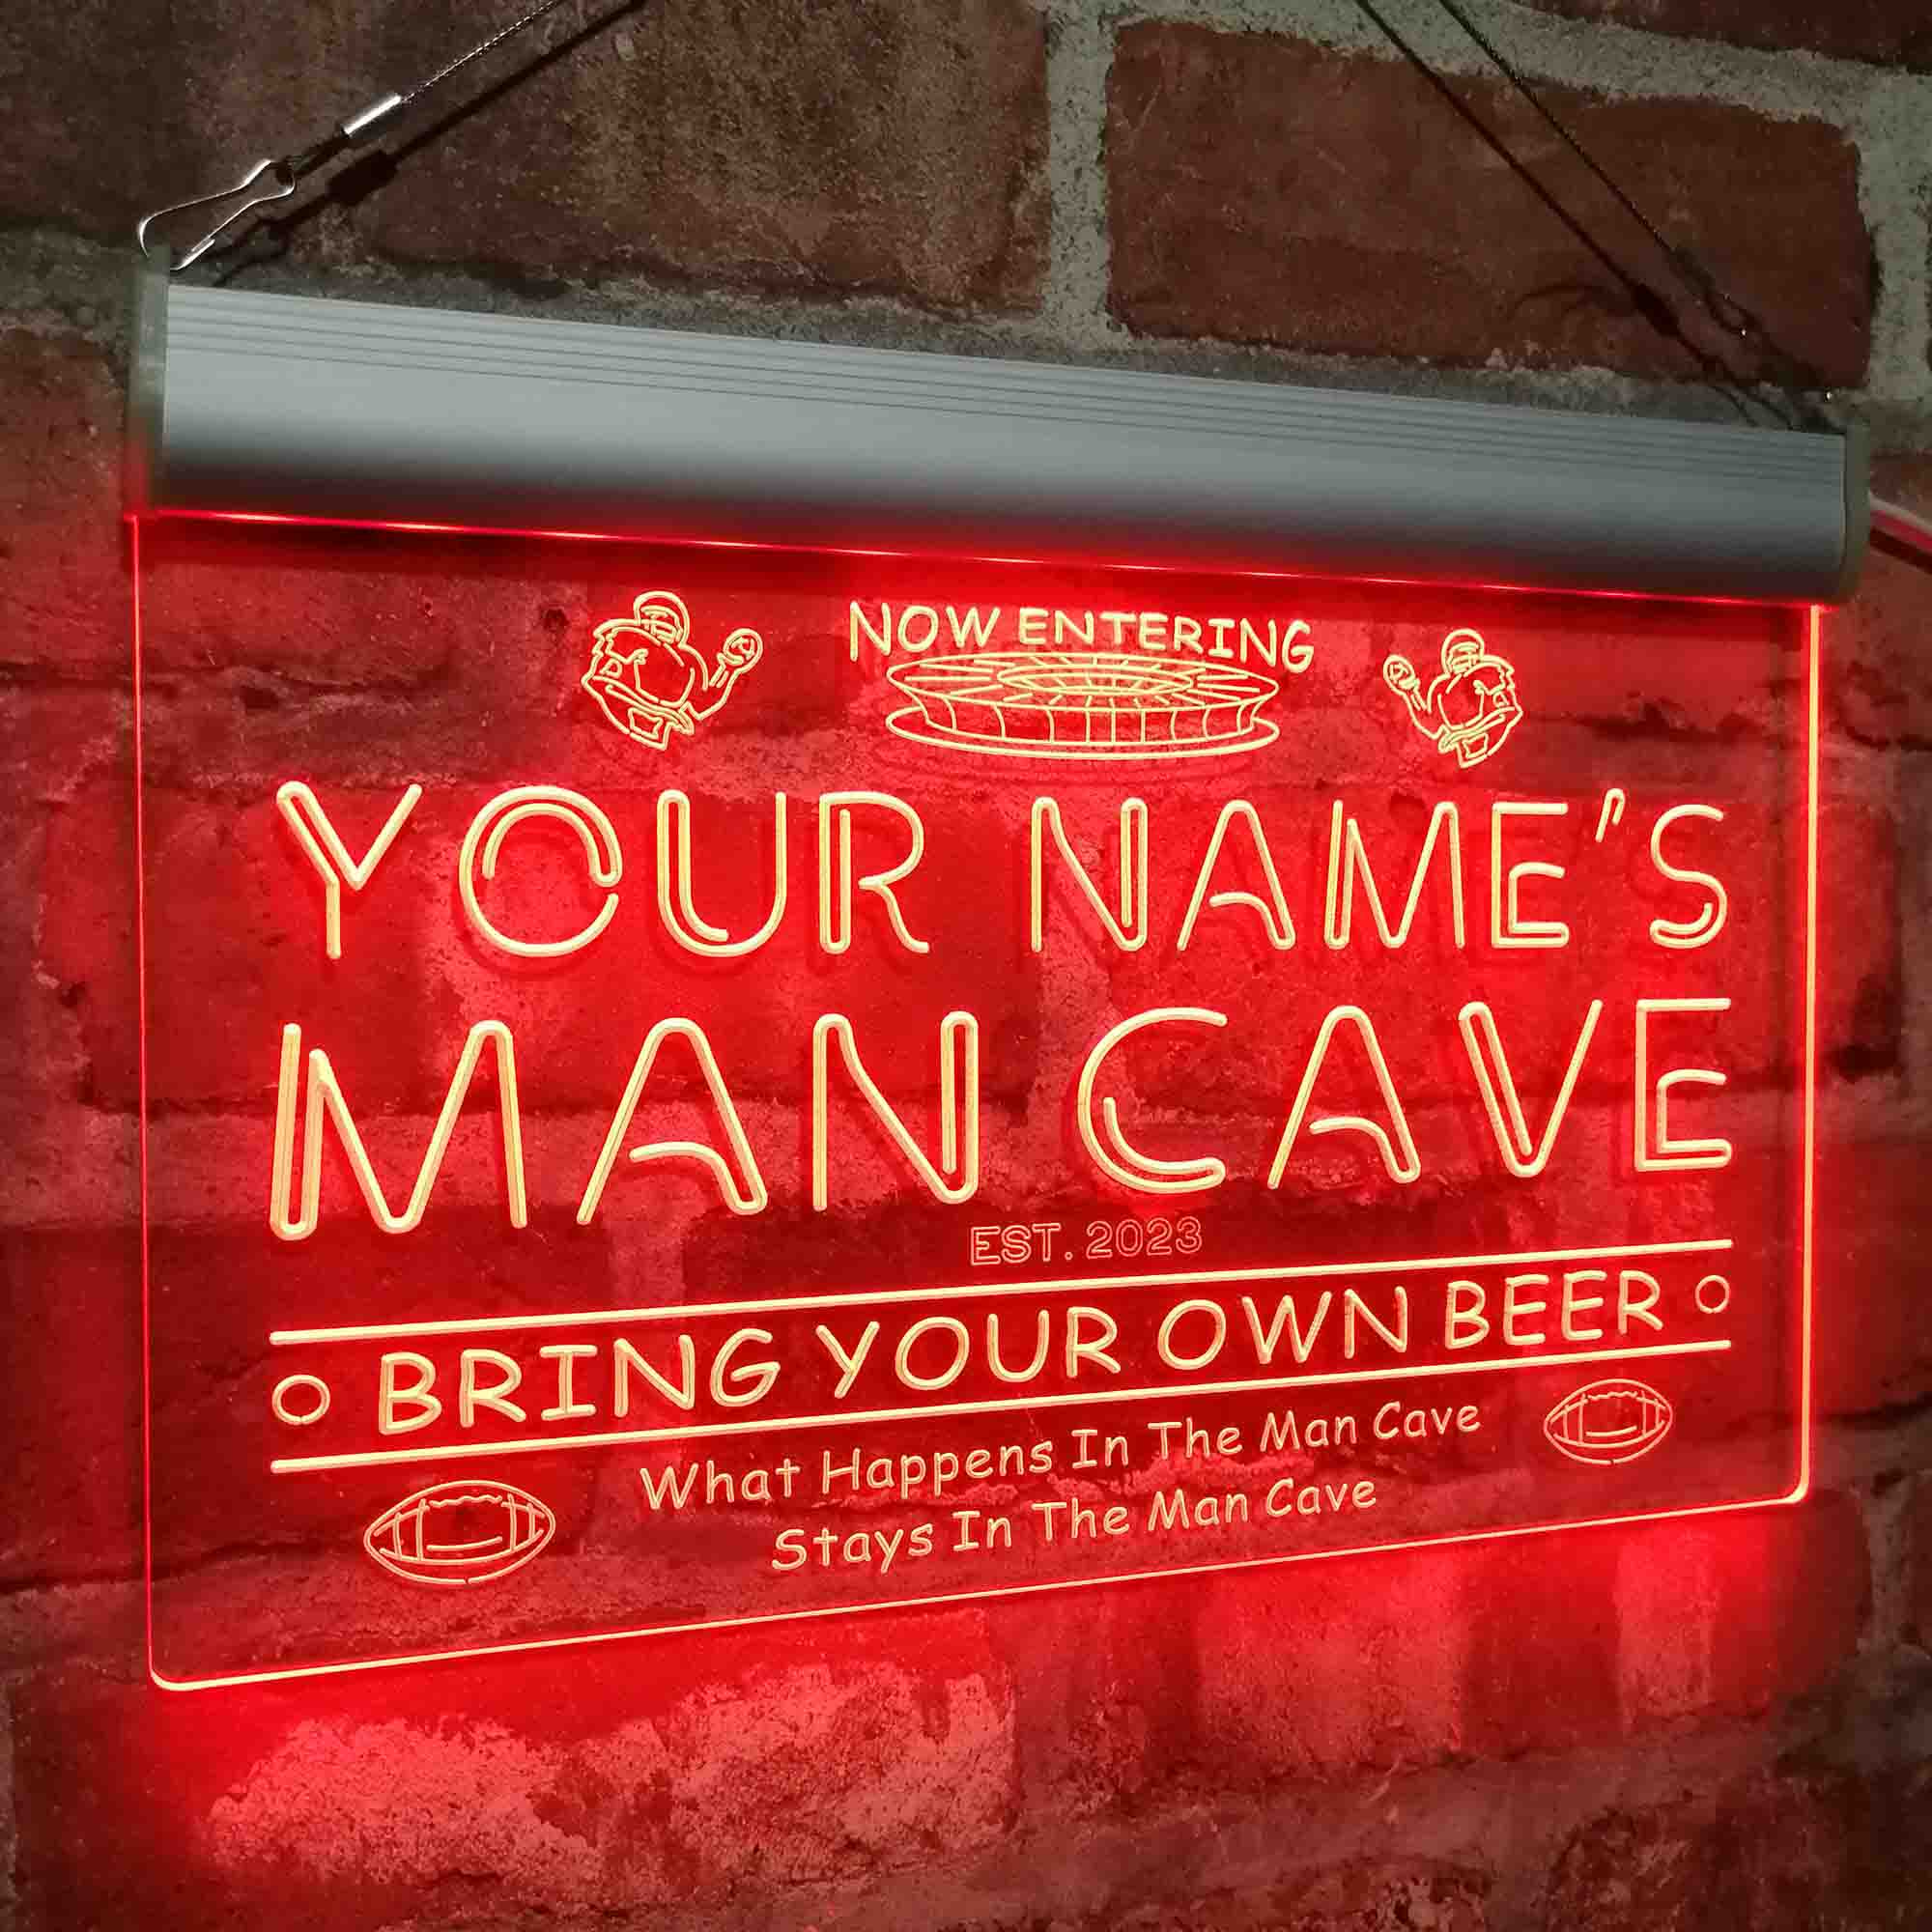 NOW ENTERING
YOUR NAME'S
MAN CAVE
EST. 2023
BRING YOUR OWN BEER
What Happens In The Man Cave
Stays In The Man Cave